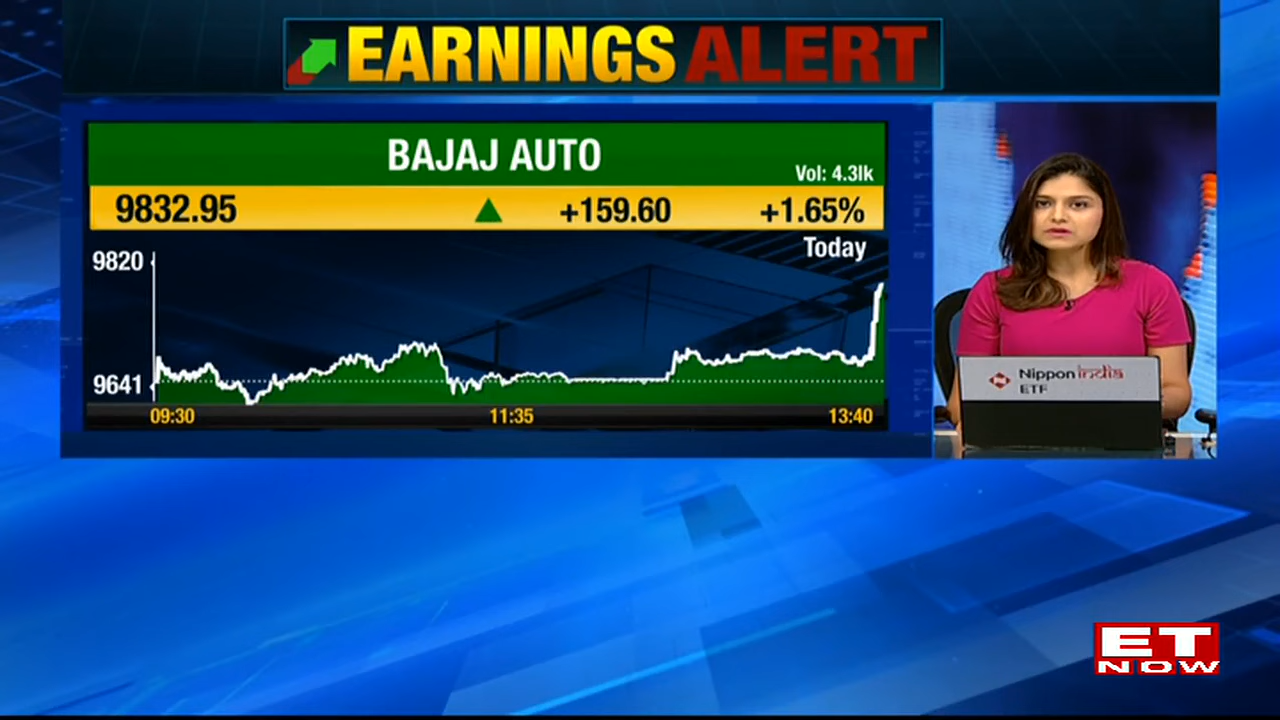 EARNINGS ALERT
BAJAJ AUTO
Vol: 4.3lk
9832.95 +159.60 +1.65%
Today
9820
9641
09:30 11:35 13:40
Nippon india
ETF
ET
NOW